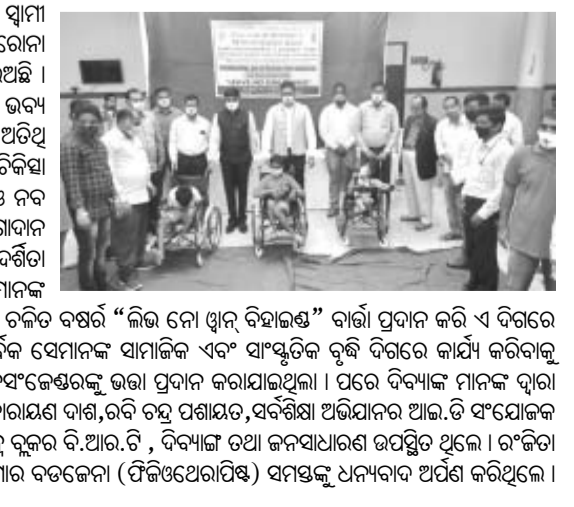 ସ୍ୱାମୀ
ରୋନା
ଅଛି ।
ଭବ୍ୟ
ଅତିଥି
ଚିକିତ୍ସା
ଓ ନବ
ଗାଦାନ
ଦର୍ଶିତା
ମାନଙ୍କ
ଚଳିତ ବର୍ଷର “ଲିଭ ନୋ ୱାନ୍ ବିହାଇଣ୍ଡ” ବାର୍ତ୍ତା ପ୍ରଦାନ କରି ଏ ଦିଗରେ
ର୍ବକ ସେମାନଙ୍କ ସାମାଜିକ ଏବଂ ସାଂସ୍କୃତିକ ବୃଦ୍ଧି ଦିଗରେ କାର୍ଯ୍ୟ କରିବାକୁ
ନସଂଜେଣ୍ଡରଙ୍କୁ ଭତ୍ତା ପ୍ରଦାନ କରାଯାଇଥିଲା । ପରେ ଦିବ୍ୟାଙ୍ଗ ମାନଙ୍କ ଦ୍ୱାରା
ାରାୟଣ ଦାଶ,ରବି ଚନ୍ଦ୍ର ପଶାୟତ,ସର୍ବଶିକ୍ଷା ଅଭିଯାନର ଆଇ.ଡି ସଂଯୋଜକ
ବ୍ଲକର ବି.ଆର.ଟି , ଦିବ୍ୟାଙ୍ଗ ତଥା ଜନସାଧାରଣ ଉପସ୍ଥିତ ଥିଲେ । ରଂଜିତା
ାର ବଡଜେନା (ଫିଜିଓଥେରାପିଷ୍ଟ) ସମସ୍ତଙ୍କୁ ଧନ୍ୟବାଦ ଅର୍ପଣ କରିଥିଲେ ।